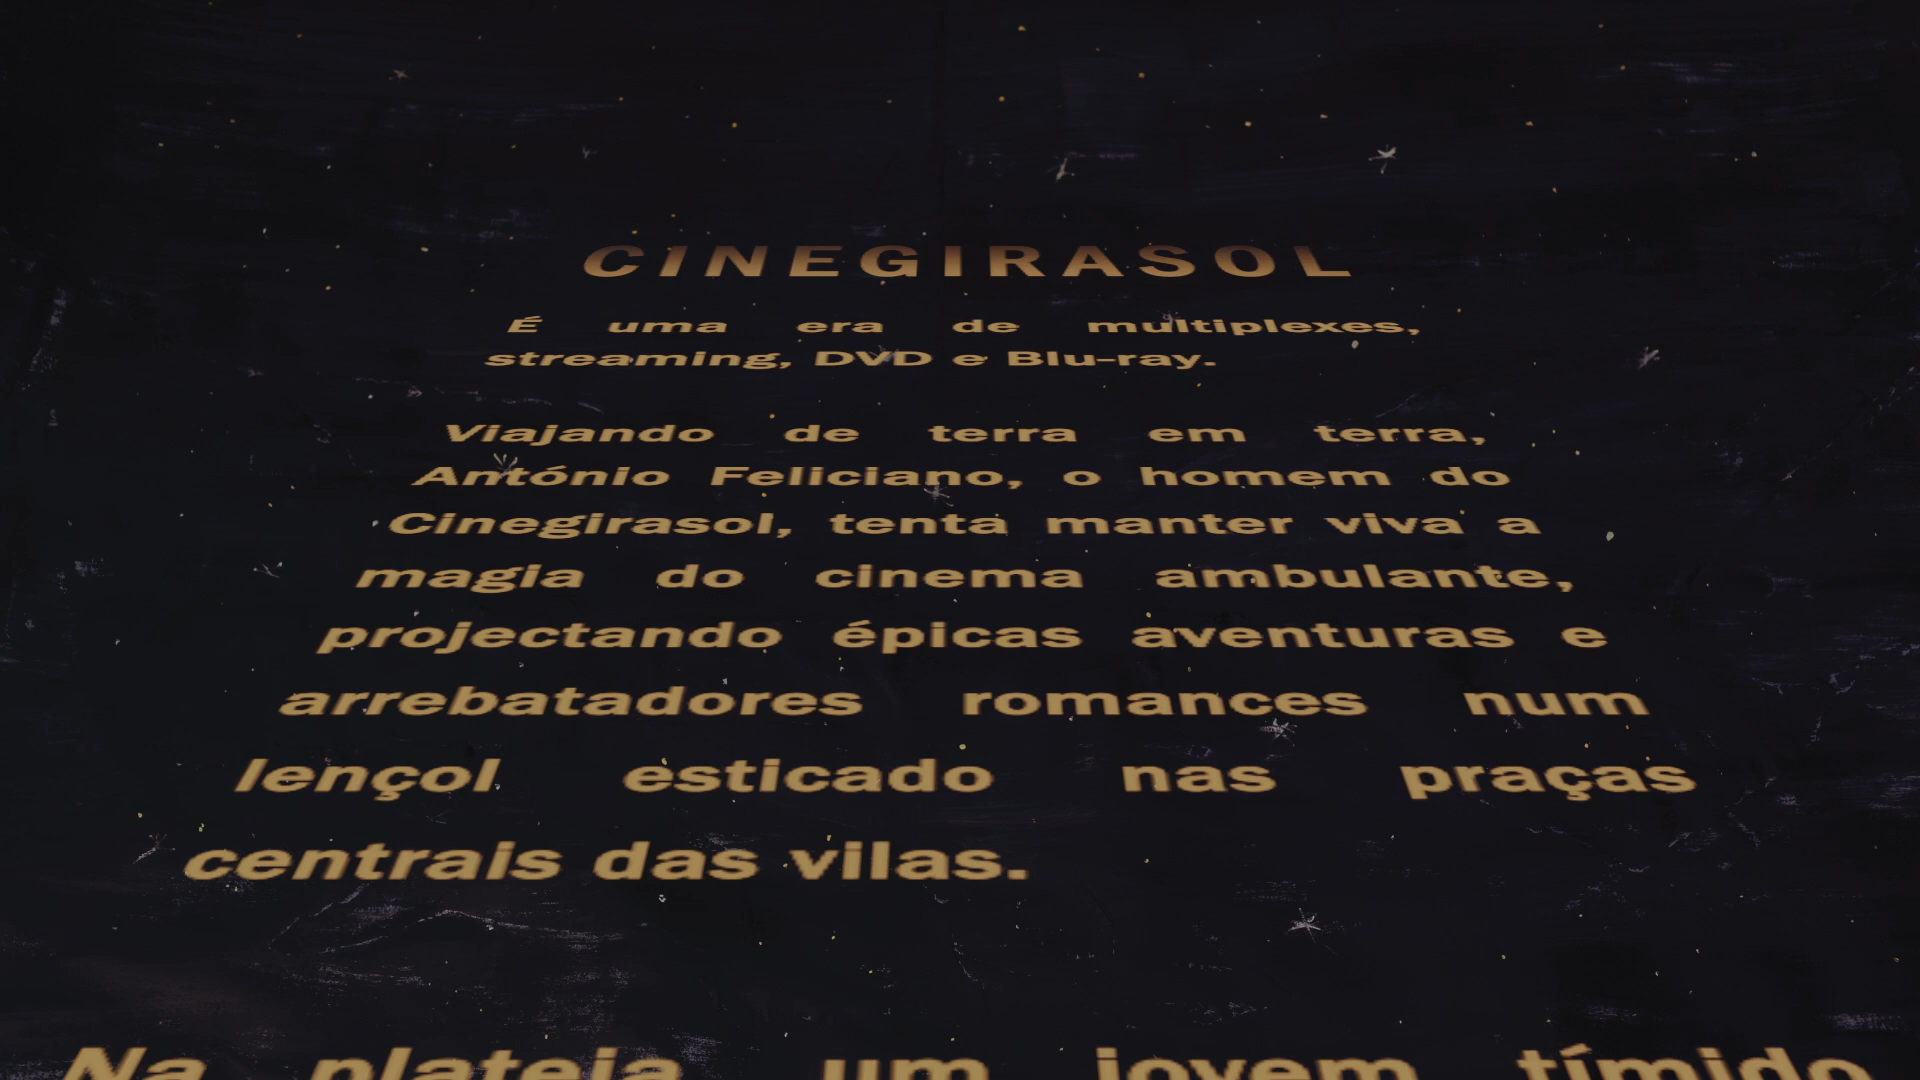 CINEGIRASOL
É uma era de multiplexes,
streaming, DVD e Blu-ray.
Viajando de terra em terra,
António Feliciano, o homem do
Cinegirasol, tenta manter viva a
magia do cinema ambulante,
projectando épicas aventuras e
arrebatadores romances num
lençol esticado nas praças
centrais das vilas.
Na plateia um jovem tímido